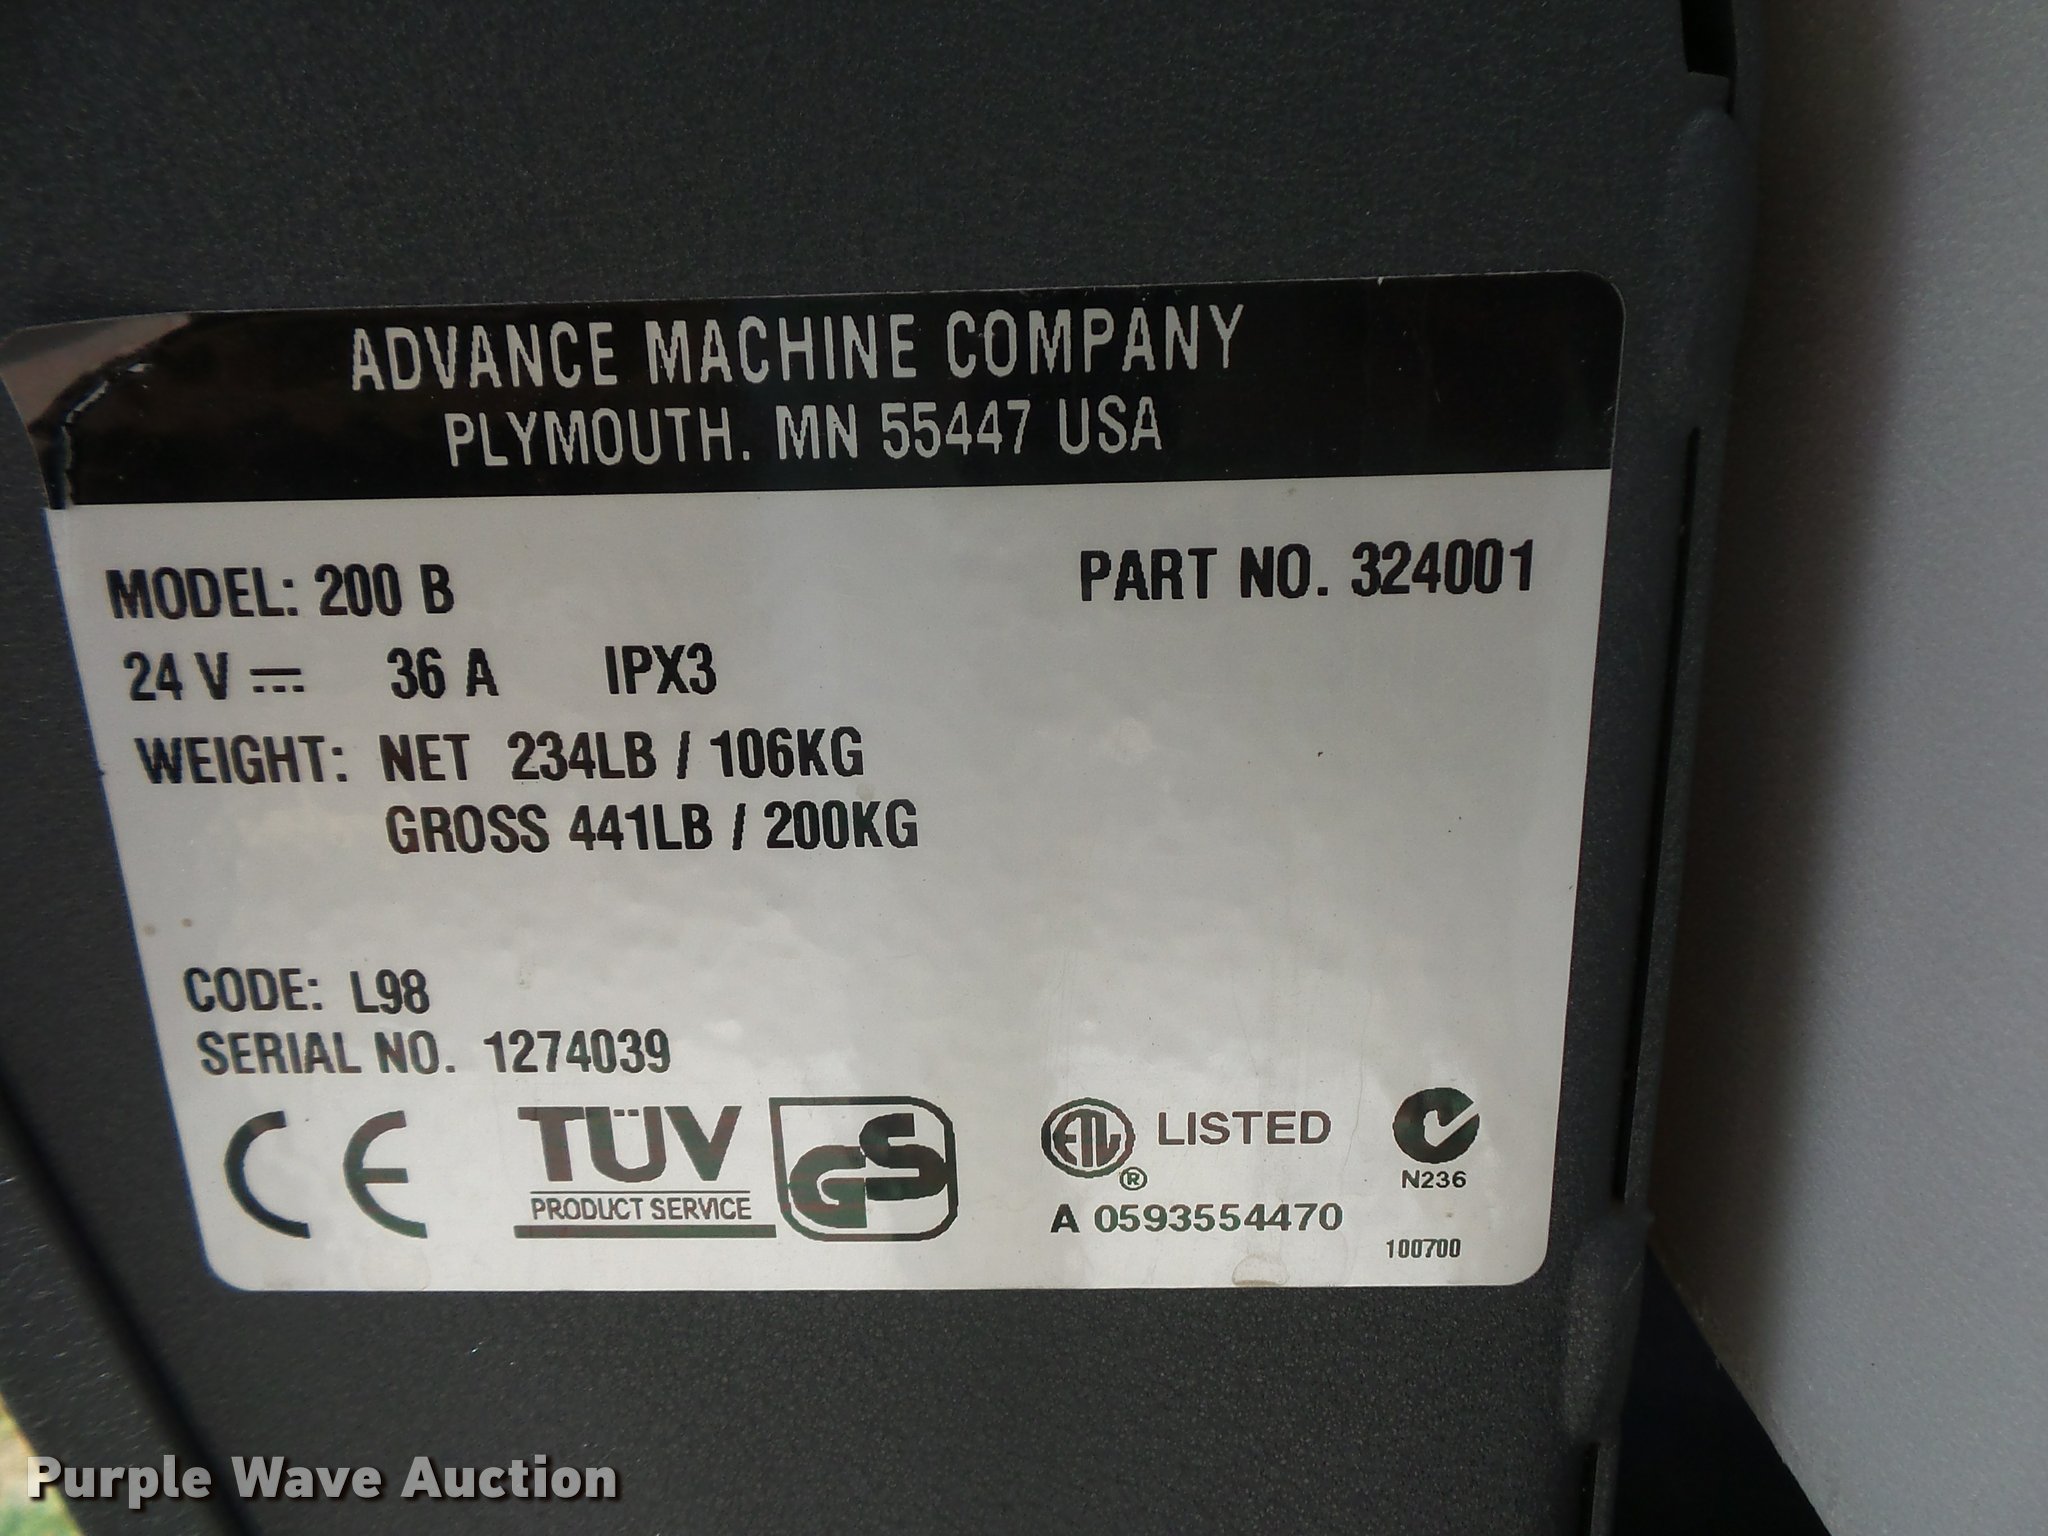 ADVANCE MACHINE COMPANY
PLYMOUTH. MN 55447 USA
MODEL: 200 B PART NO. 324001
24 V 36 A IPX3
WEIGHT: NET 234LB / 106KG
GROSS 441LB / 200KG
CODE: L98
SERIAL NO. 1274039
CE TÜV GS ETL LISTED
PRODUCT SERVICE ® N236
A 0593554470
100700
Purple Wave Auction